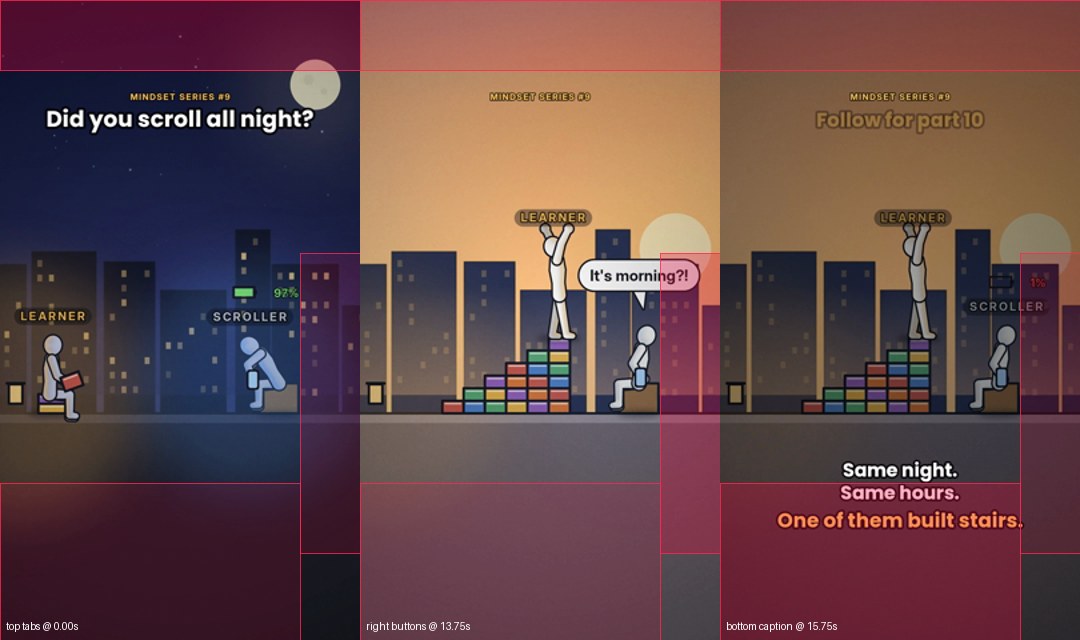 MINDSET SERIES #9
Did you scroll all night?
97%
LEARNER
SCROLLER
top tabs @ 0.00s
MINDSET SERIES #9
LEARNER
It's morning?!
right buttons @ 13.75s
MINDSET SERIES #9
Follow for part 10
LEARNER
1%
SCROLLER
Same night.
Same hours.
One of them built stairs.
bottom caption @ 15.75s